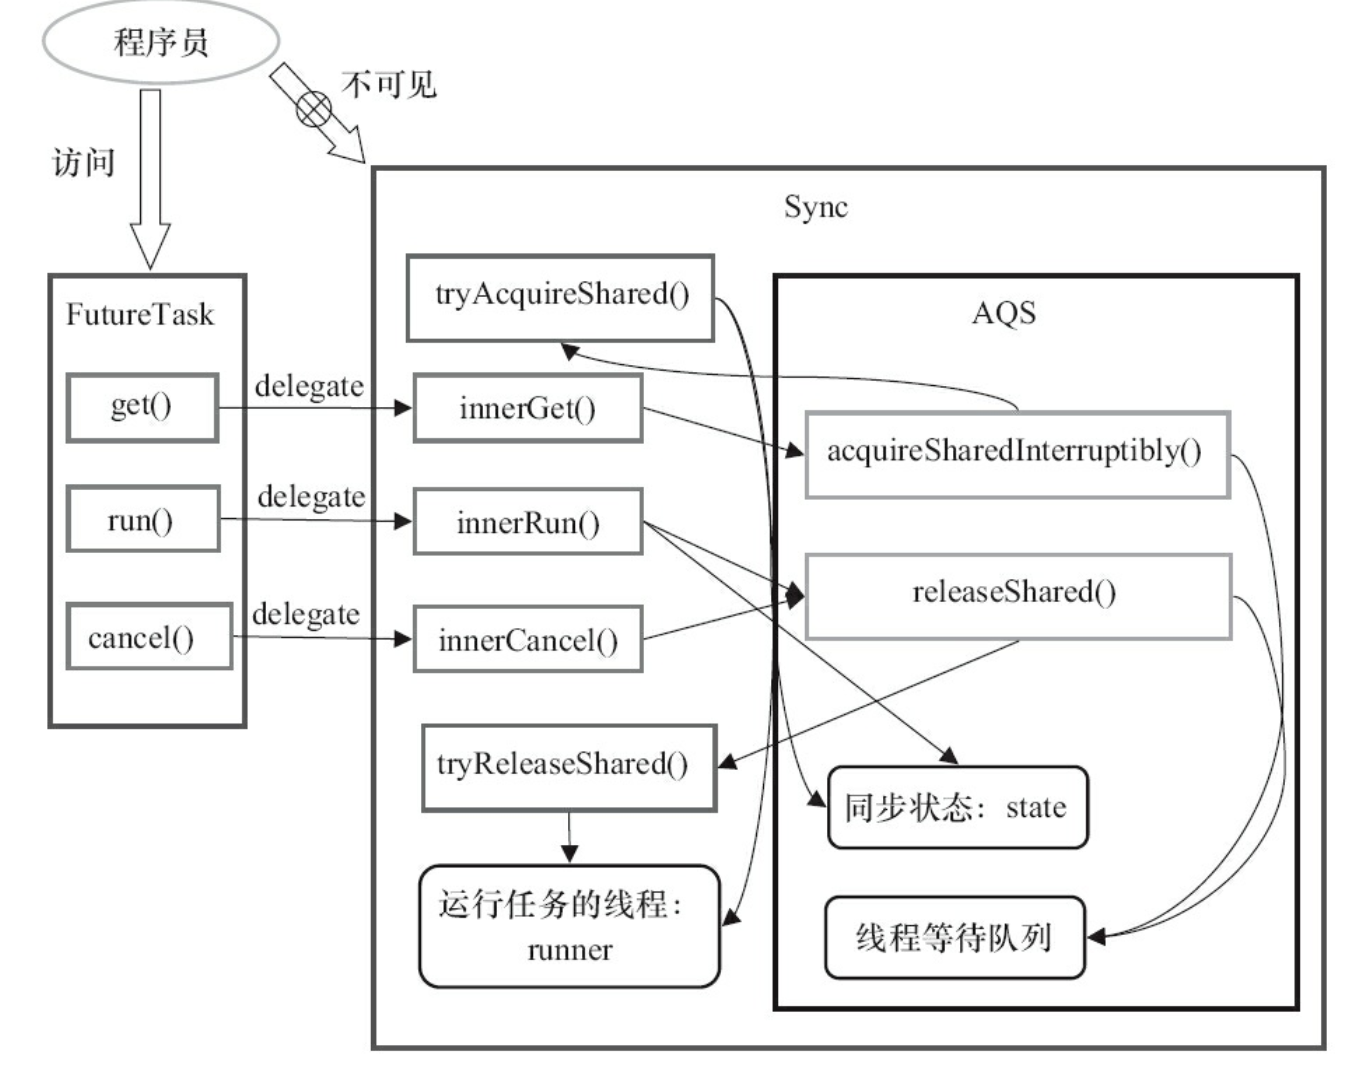 程序员
不可见
访问
Sync
FutureTask
tryAcquireShared()
AQS
get()
delegate
innerGet()
acquireSharedInterruptibly()
run()
delegate
innerRun()
releaseShared()
cancel()
delegate
innerCancel()
tryReleaseShared()
同步状态：state
运行任务的线程：
runner
线程等待队列